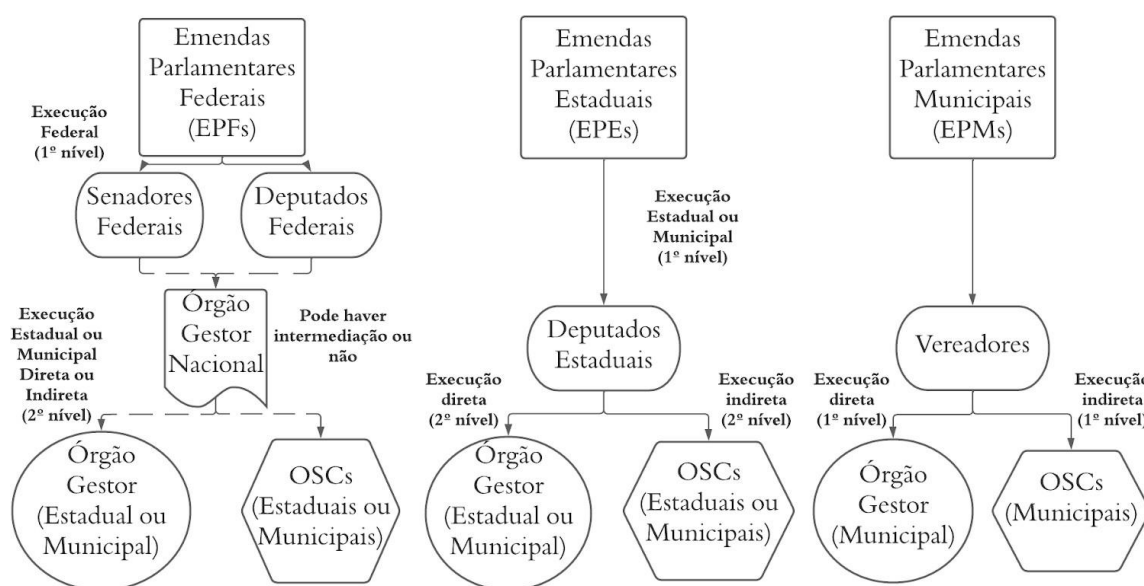 Emendas
Parlamentares
Federais
(EPFs)
Execução
Federal
(1º nível)
Senadores
Federais
Deputados
Federais
Órgão
Gestor
Nacional
Execução
Estadual ou
Municipal
Direta ou
Indireta
(2º nível)
Pode haver
intermediação ou
não
Órgão
Gestor
(Estadual ou
Municipal)
OSCs
(Estaduais ou
Municipais)
Emendas
Parlamentares
Estaduais
(EPEs)
Execução
Estadual ou
Municipal
(1º nível)
Deputados
Estaduais
Execução
direta
(2º nível)
Execução
indireta
(2º nível)
Órgão
Gestor
(Estadual ou
Municipal)
OSCs
(Estaduais ou
Municipais)
Emendas
Parlamentares
Municipais
(EPMs)
Vereadores
Execução
direta
(1º nível)
Execução
indireta
(1º nível)
Órgão
Gestor
(Municipal)
OSCs
(Municipais)